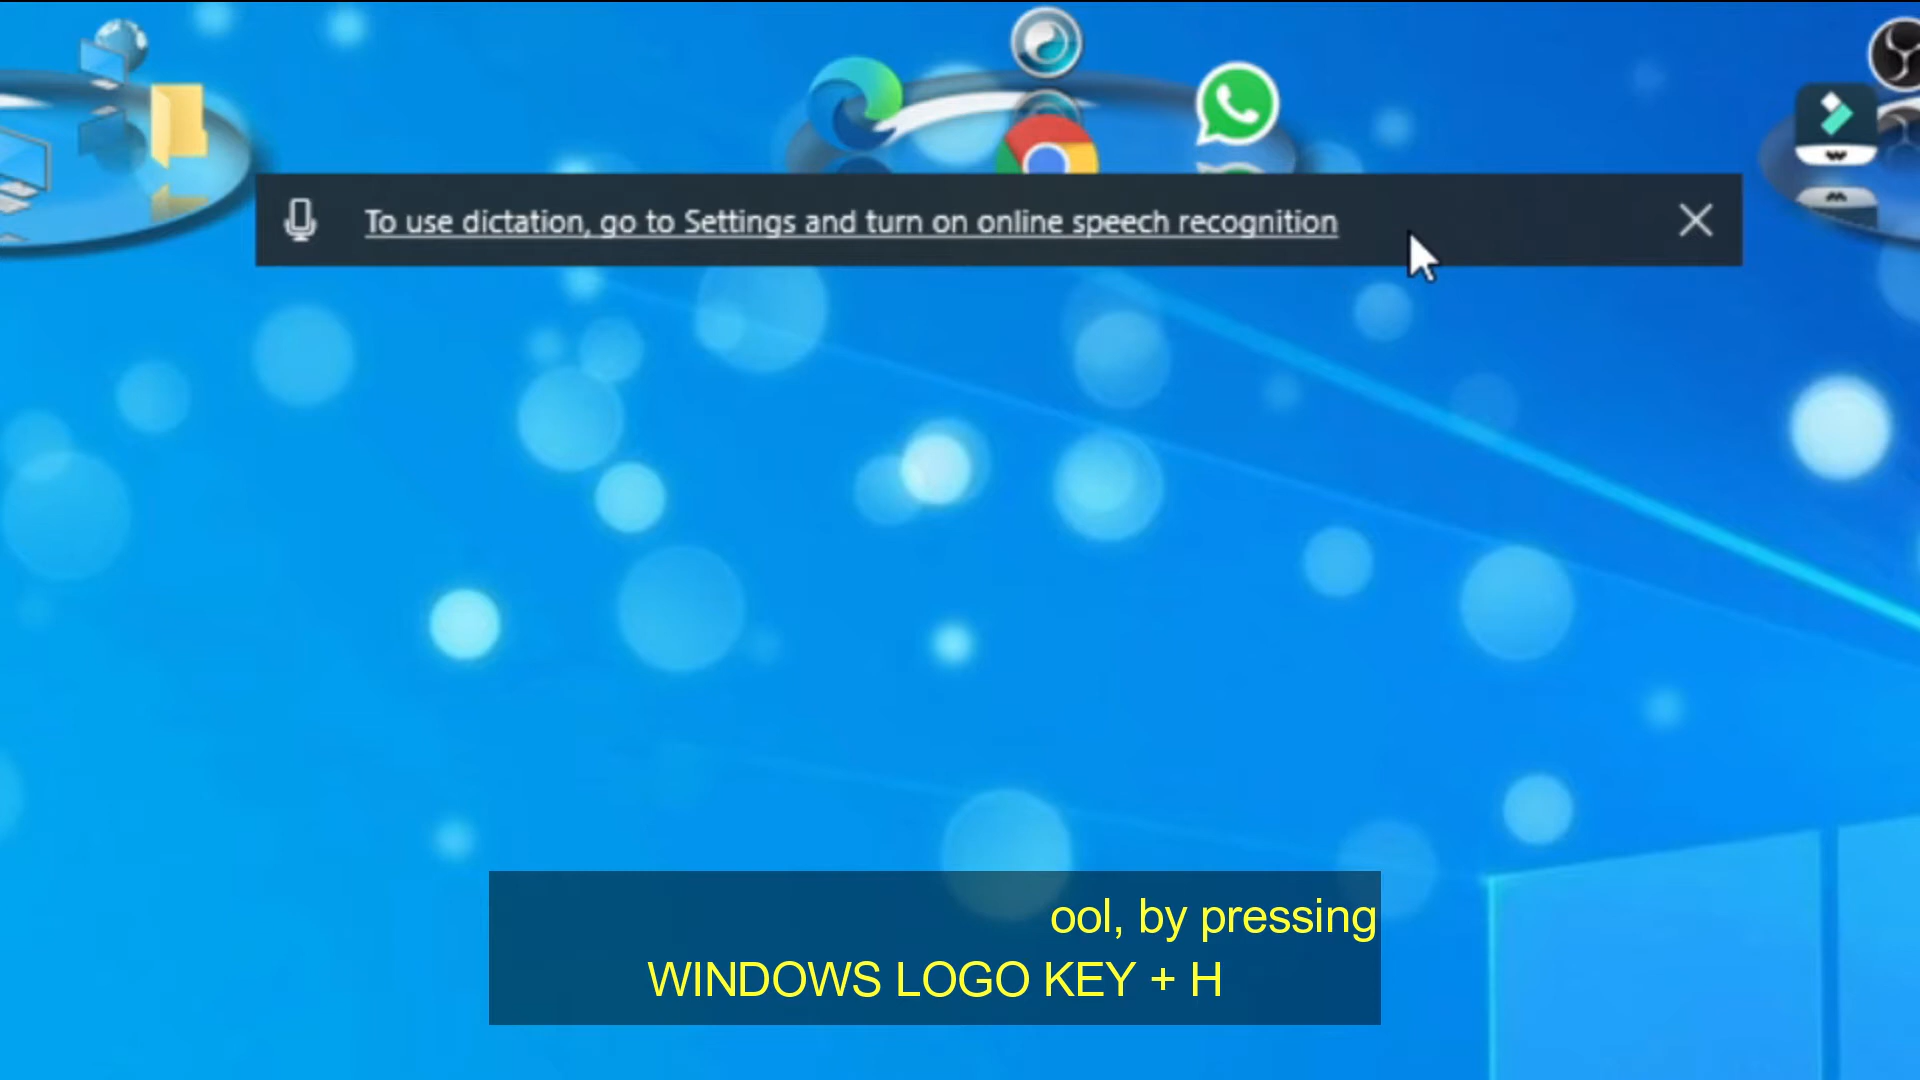 To use dictation, go to Settings and turn on online speech recognition
ool, by pressing
WINDOWS LOGO KEY + H